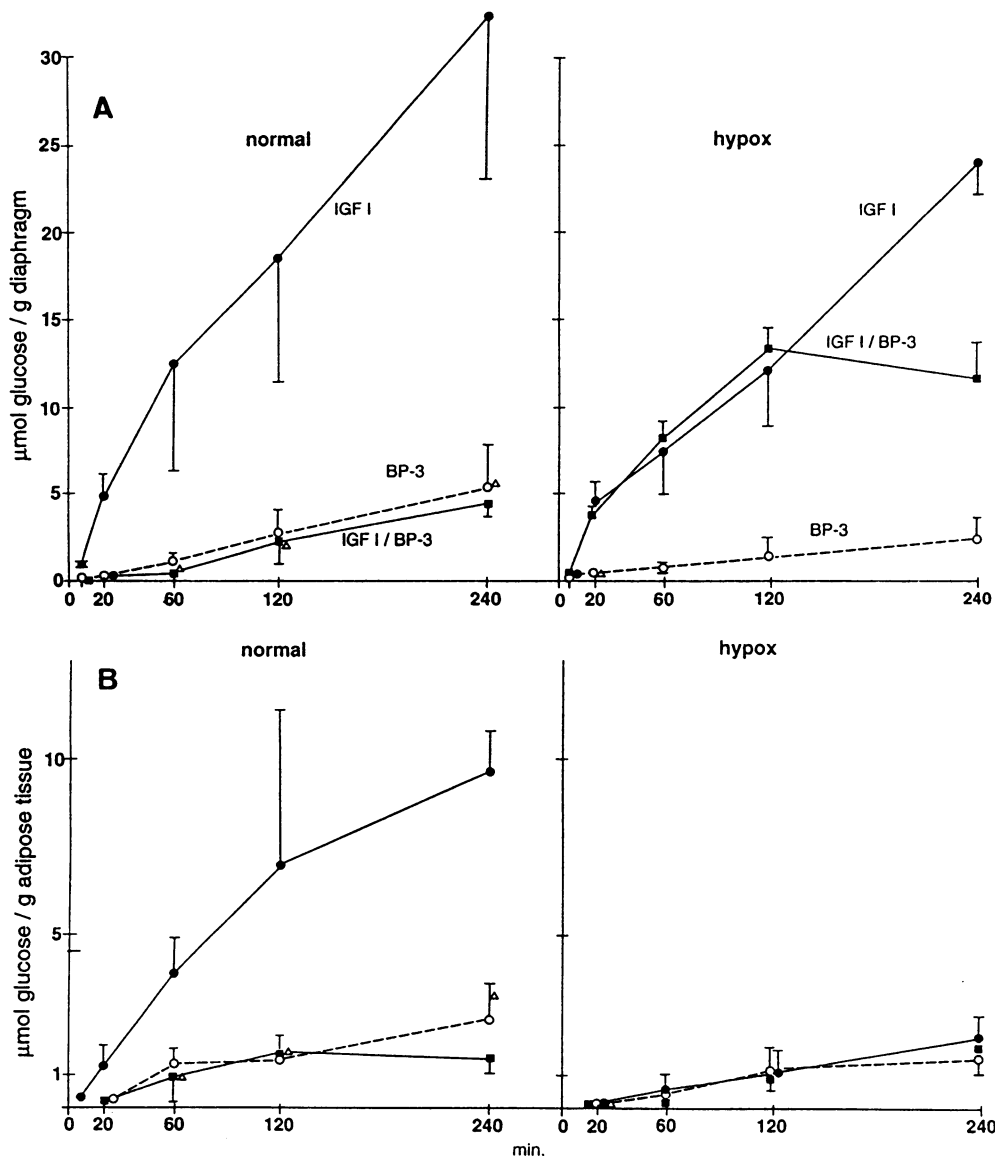 A
normal
hypox
µmol glucose / g diaphragm
30
25
20
15
10
5
0
IGF I
BP-3
IGF I / BP-3
0 20 60 120 240
IGF I
IGF I / BP-3
BP-3
0 20 60 120 240
B
normal
hypox
µmol glucose / g adipose tissue
10
5
1
0 20 60 120 240
0 20 60 120 240
min.